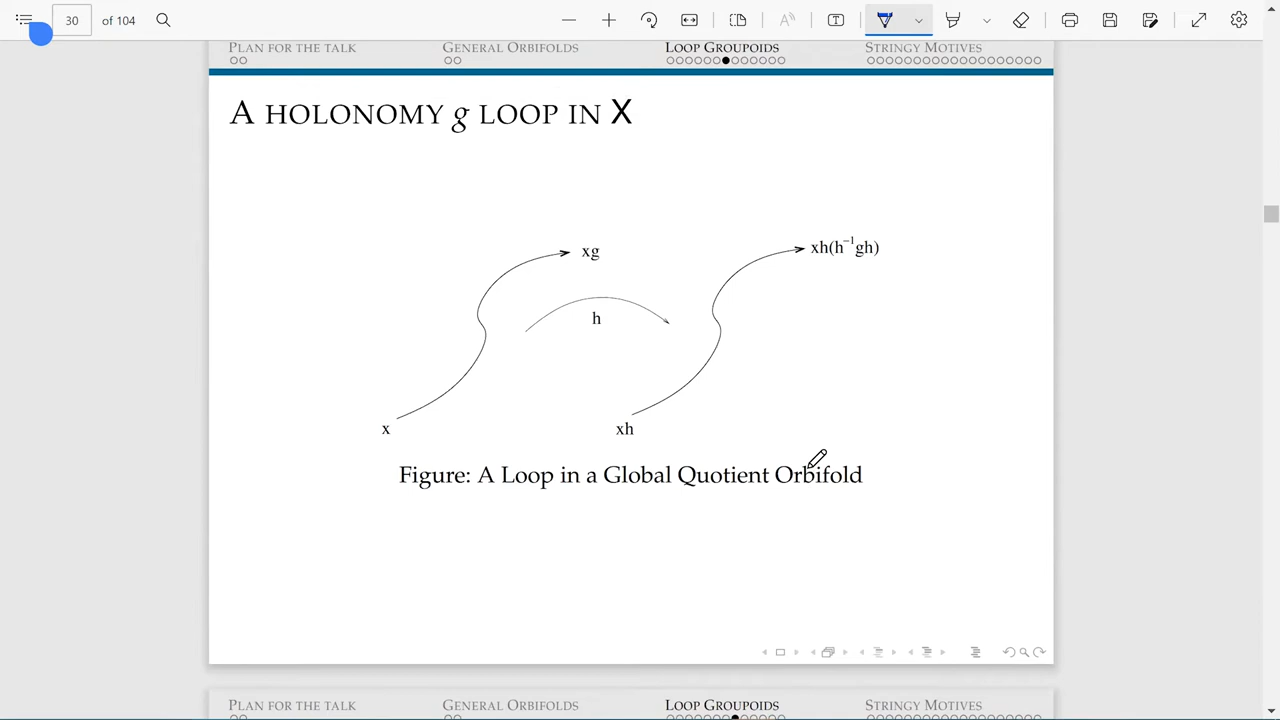 30 of 104
PLAN FOR THE TALK GENERAL ORBIFOLDS LOOP GROUPOIDS STRINGY MOTIVES
A HOLONOMY g LOOP IN X
xg
xh(h⁻¹gh)
h
x
xh
Figure: A Loop in a Global Quotient Orbifold
PLAN FOR THE TALK GENERAL ORBIFOLDS LOOP GROUPOIDS STRINGY MOTIVES